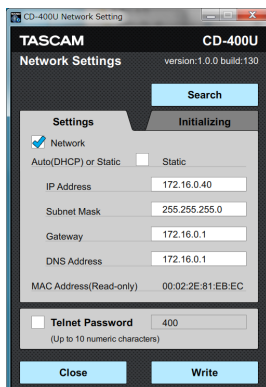 CD-400U Network Setting
TASCAM CD-400U
Network Settings version:1.0.0 build:130
Search
Settings Initializing
Network
Auto(DHCP) or Static Static
IP Address 172.16.0.40
Subnet Mask 255.255.255.0
Gateway 172.16.0.1
DNS Address 172.16.0.1
MAC Address(Read-only) 00:02:2E:81:EB:EC
Telnet Password 400
(Up to 10 numeric characters)
Close Write